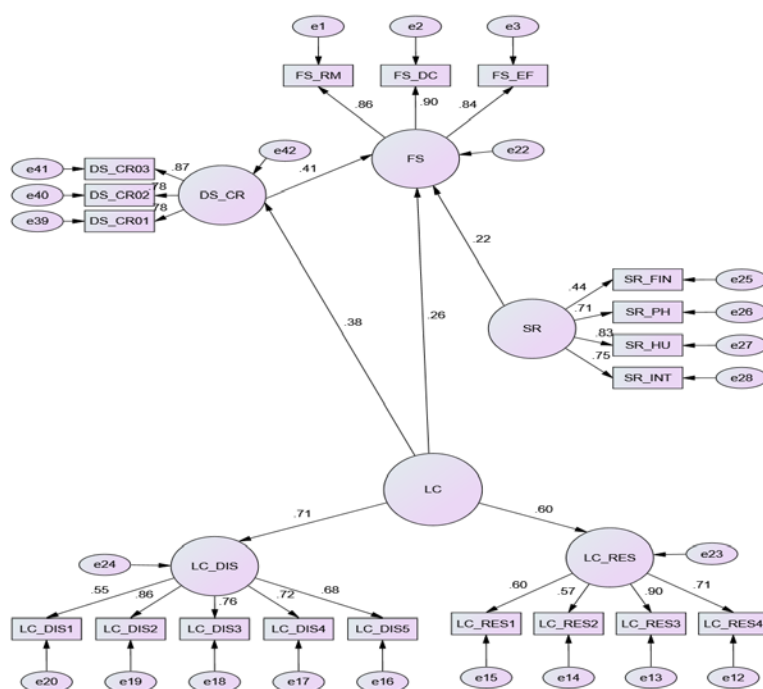 e1 e2 e3
FS_RM FS_DC FS_EF
.86 .90 .84
e42 FS e22
e41 DS_CR03 .87 .41
e40 DS_CR02 .78 DS_CR
e39 DS_CR01 .78
.22
SR_FIN e25
.44
.71 SR_PH e26
.38 .26 SR .83 SR_HU e27
.75 SR_INT e28
LC
.71 .60
e24 LC_DIS LC_RES e23
.55 .86 .76 .72 .68 .60 .57 .90 .71
LC_DIS1 LC_DIS2 LC_DIS3 LC_DIS4 LC_DIS5 LC_RES1 LC_RES2 LC_RES3 LC_RES4
e20 e19 e18 e17 e16 e15 e14 e13 e12